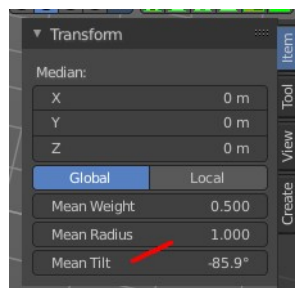 Transform
Median:
X 0 m
Y 0 m
Z 0 m
Global Local
Mean Weight 0.500
Mean Radius 1.000
Mean Tilt -85.9°
Item
Tool
View
Create